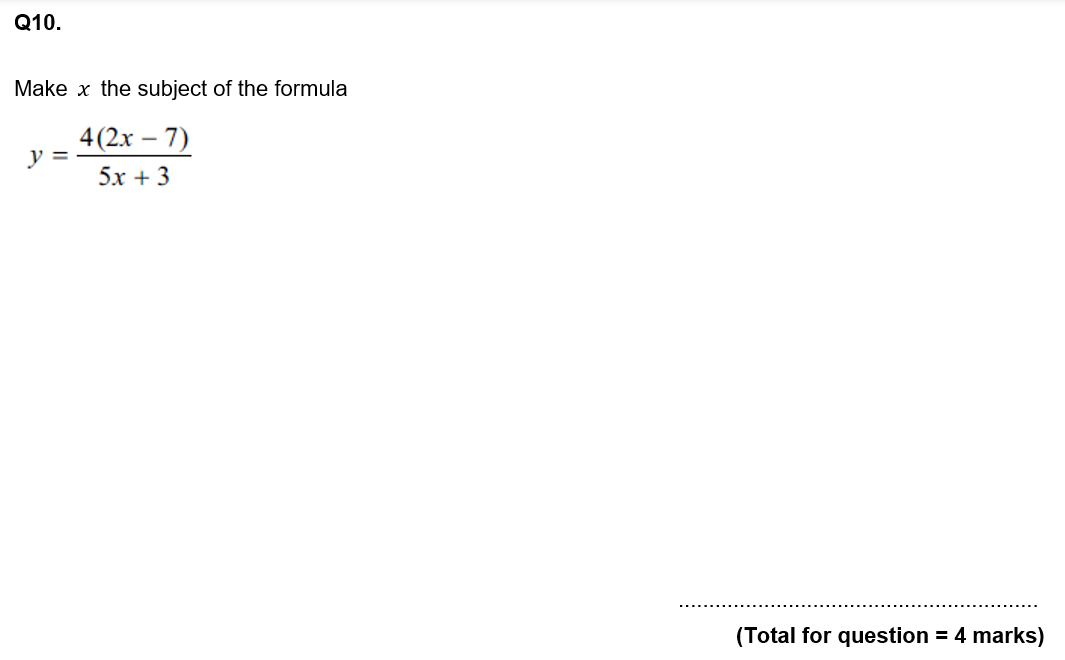 Q10.
Make x the subject of the formula
y = 4(2x – 7) / 5x + 3
(Total for question = 4 marks)